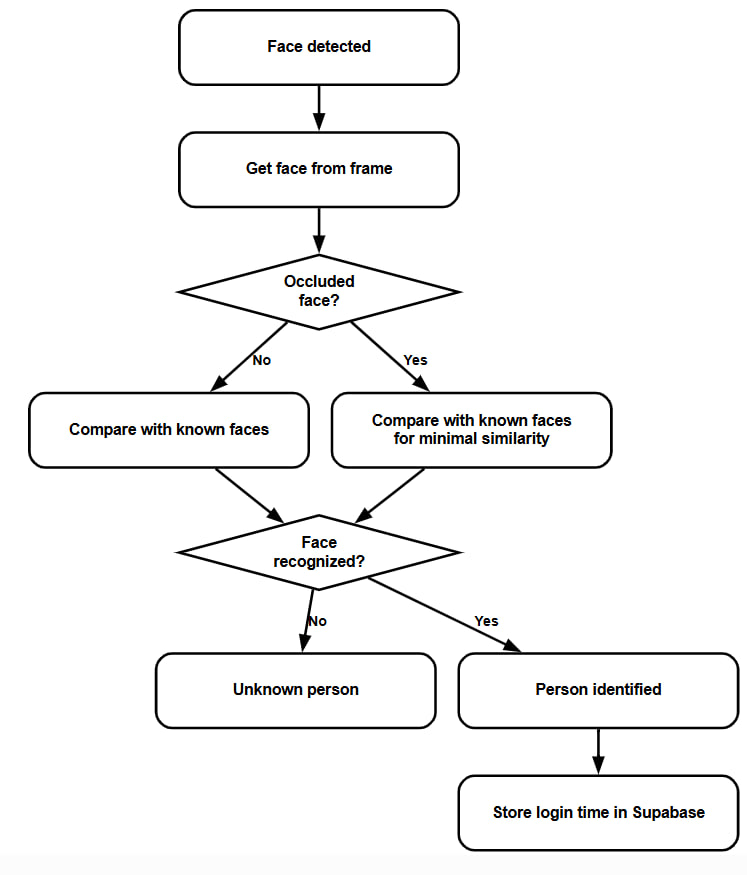 Face detected
Get face from frame
Occluded
face?
No
Yes
Compare with known faces
Compare with known faces
for minimal similarity
Face
recognized?
No
Yes
Unknown person
Person identified
Store login time in Supabase